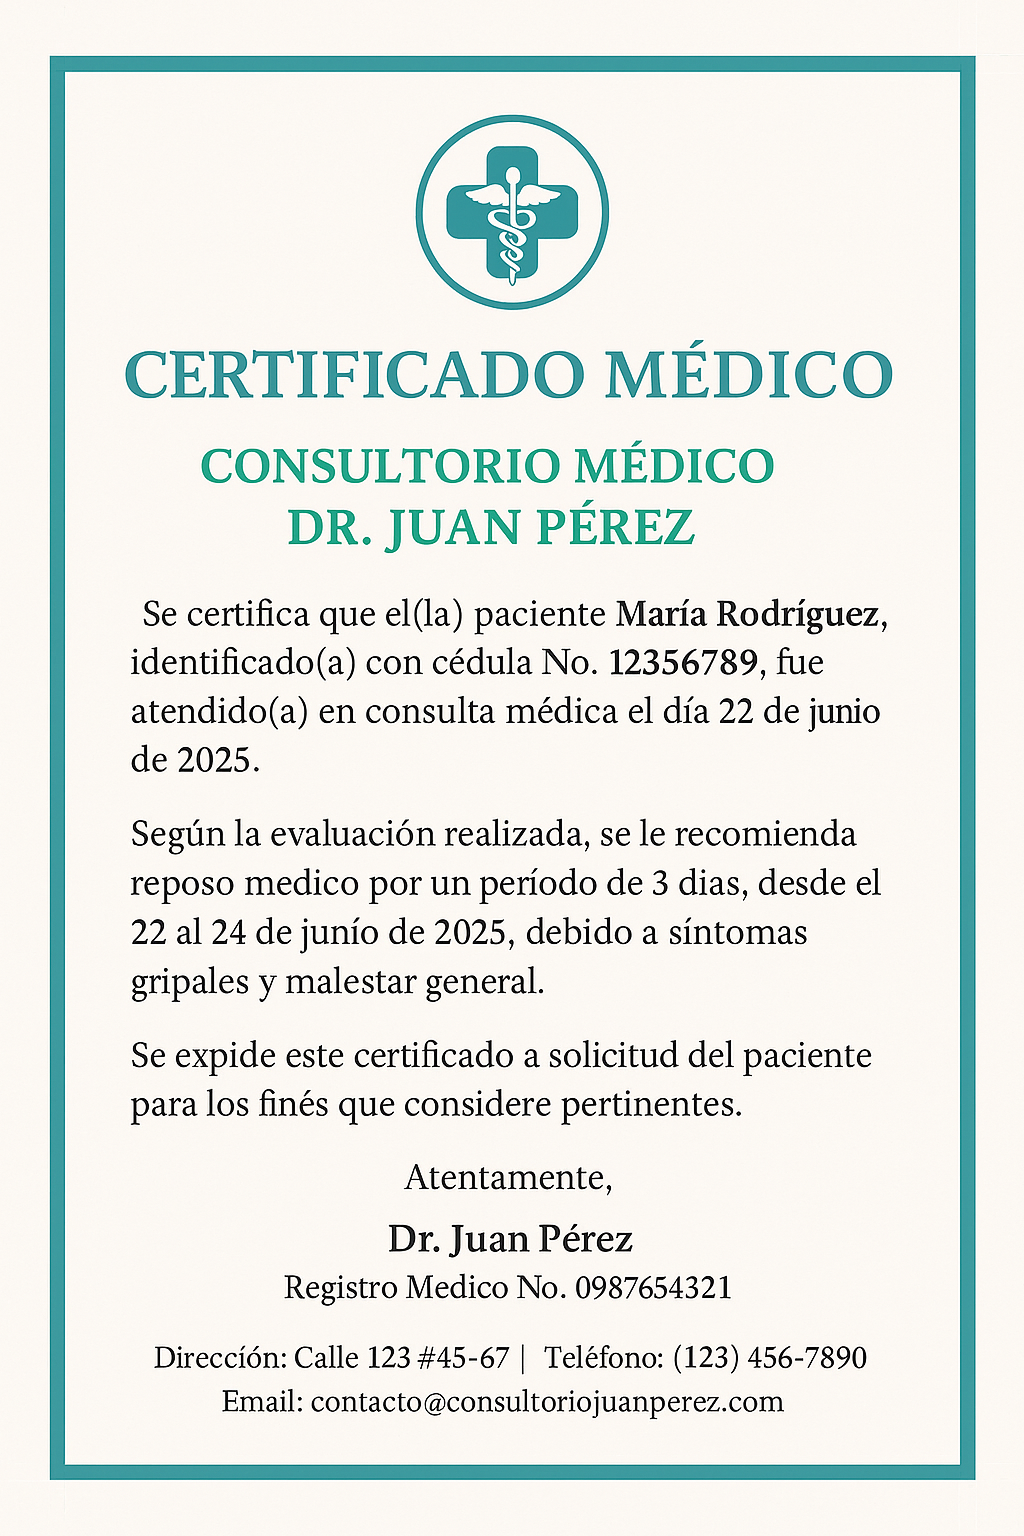 CERTIFICADO MÉDICO
CONSULTORIO MÉDICO
DR. JUAN PÉREZ
Se certifica que el(la) paciente María Rodríguez,
identificado(a) con cédula No. 12356789, fue
atendido(a) en consulta médica el día 22 de junio
de 2025.
Según la evaluación realizada, se le recomienda
reposo medico por un período de 3 dias, desde el
22 al 24 de junío de 2025, debido a síntomas
gripales y malestar general.
Se expide este certificado a solicitud del paciente
para los finés que considere pertinentes.
Atentamente,
Dr. Juan Pérez
Registro Medico No. 0987654321
Direccíón: Calle 123 #45-67 | Teléfono: (123) 456-7890
Email: contacto@consultoriojuanperez.com